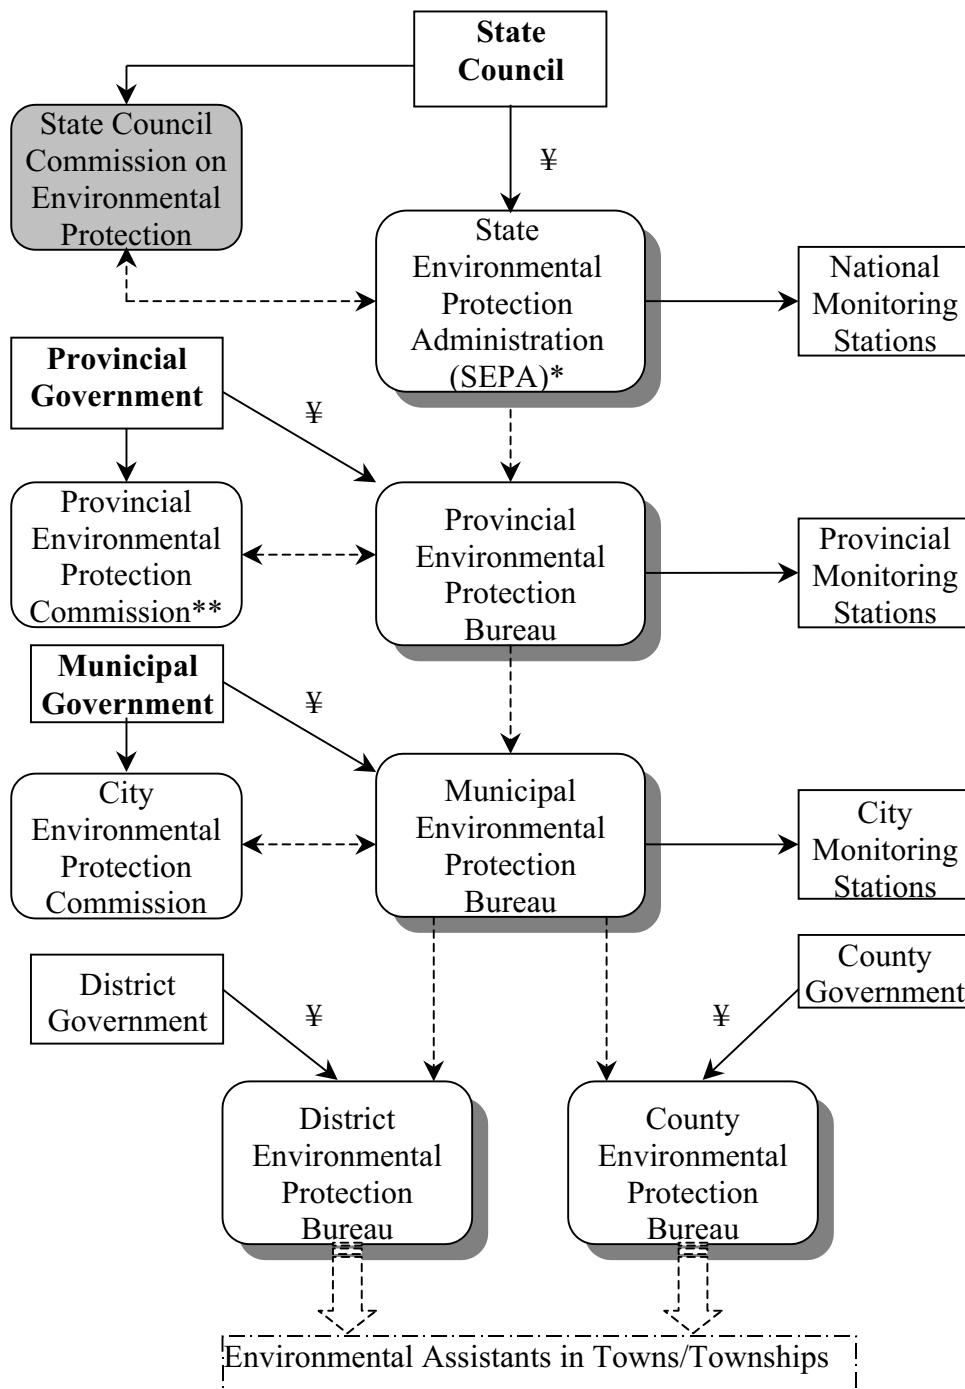 State
Council
State Council
Commission on
Environmental
Protection
¥
State
Environmental
Protection
Administration
(SEPA)*
National
Monitoring
Stations
Provincial
Government
¥
Provincial
Environmental
Protection
Commission**
Provincial
Environmental
Protection
Bureau
Provincial
Monitoring
Stations
Municipal
Government
¥
City
Environmental
Protection
Commission
Municipal
Environmental
Protection
Bureau
City
Monitoring
Stations
District
Government
¥
County
Government
¥
District
Environmental
Protection
Bureau
County
Environmental
Protection
Bureau
Environmental Assistants in Towns/Townships